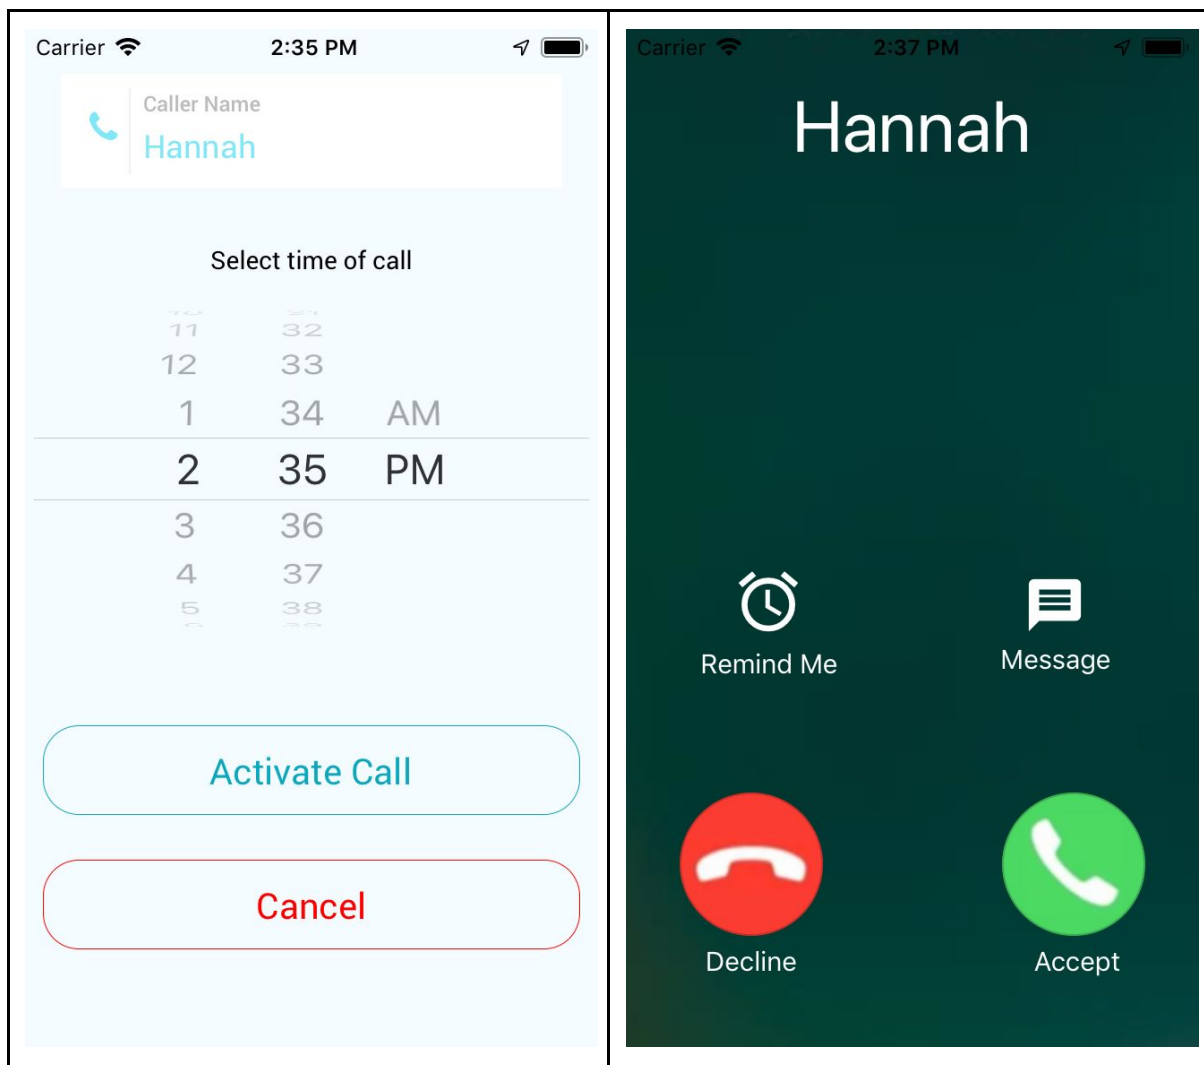 Carrier
2:35 PM
Caller Name
Hannah
Select time of call
11 32
12 33
1 34 AM
2 35 PM
3 36
4 37
5 38
Activate Call
Cancel
Carrier
2:37 PM
Hannah
Remind Me
Message
Decline
Accept